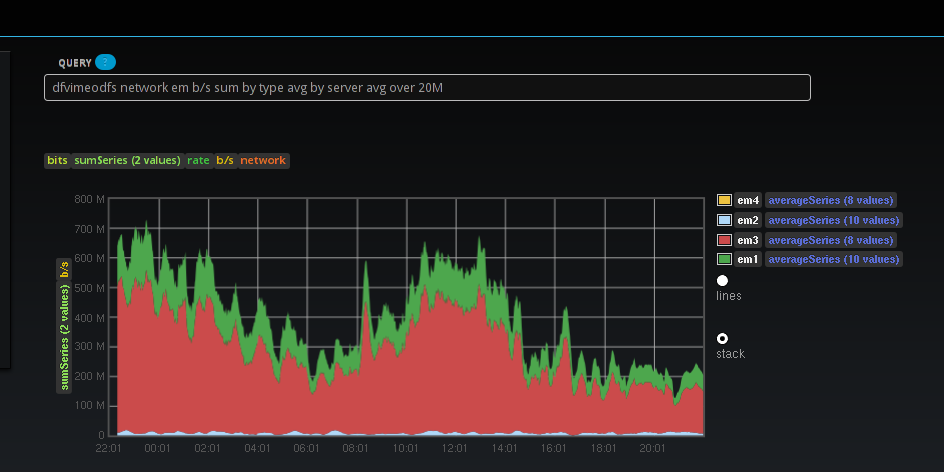 QUERY ?
dfvimeodfs network em b/s sum by type avg by server avg over 20M
bits sumSeries (2 values) rate b/s network
sumSeries (2 values) b/s
800 M
700 M
600 M
500 M
400 M
300 M
200 M
100 M
0
22:01 00:01 02:01 04:01 06:01 08:01 10:01 12:01 14:01 16:01 18:01 20:01
em4 averageSeries (8 values)
em2 averageSeries (10 values)
em3 averageSeries (8 values)
em1 averageSeries (10 values)
lines
stack